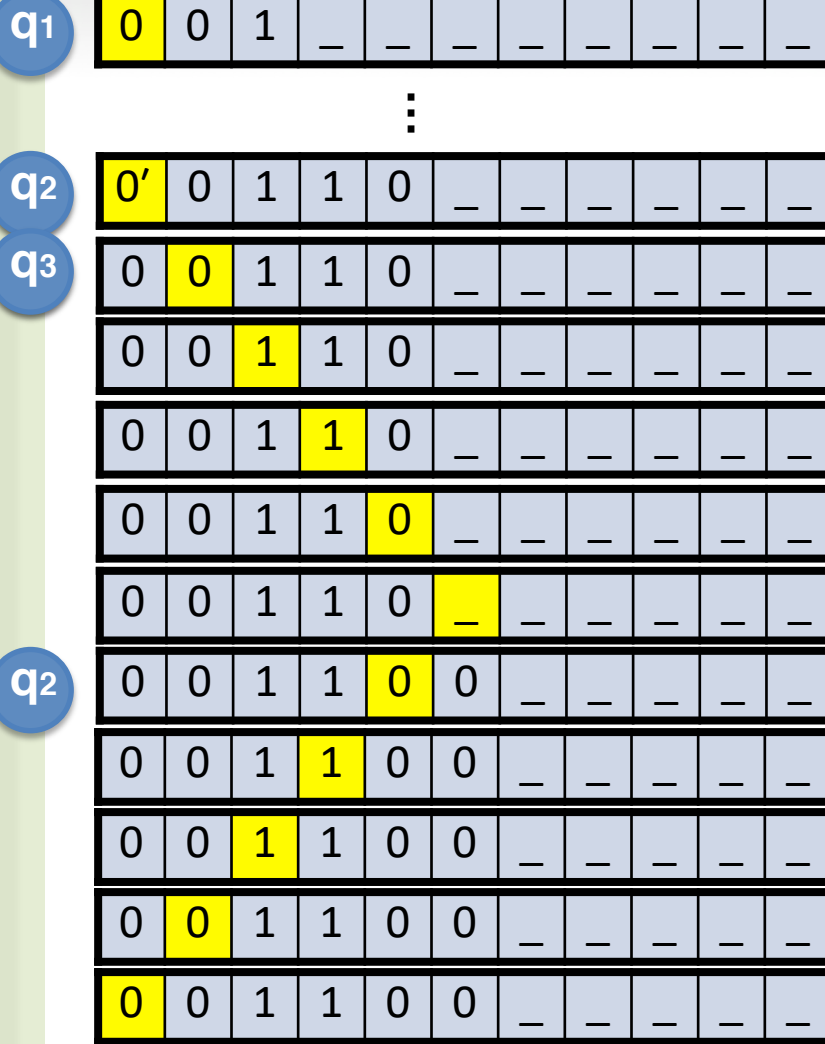 q1 0 0 1 _ _ _ _ _ _ _ _
⋮
q2 0′ 0 1 1 0 _ _ _ _ _ _
q3 0 0 1 1 0 _ _ _ _ _ _
0 0 1 1 0 _ _ _ _ _ _
0 0 1 1 0 _ _ _ _ _ _
0 0 1 1 0 _ _ _ _ _ _
0 0 1 1 0 _ _ _ _ _ _
q2 0 0 1 1 0 0 _ _ _ _ _
0 0 1 1 0 0 _ _ _ _ _
0 0 1 1 0 0 _ _ _ _ _
0 0 1 1 0 0 _ _ _ _ _
0 0 1 1 0 0 _ _ _ _ _